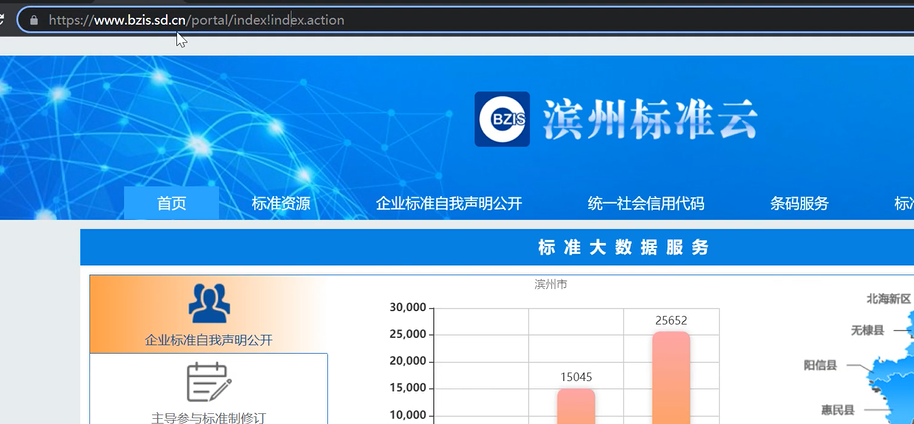 https://www.bzis.sd.cn/portal/index!index.action
BZIS
滨州标准云
首页 标准资源 企业标准自我声明公开 统一社会信用代码 条码服务
标准大数据服务
企业标准自我声明公开
主导参与标准制修订
滨州市
30,000
25,000
20,000
15,000
10,000
15045
25652
北海新区
无棣县
阳信县
惠民县